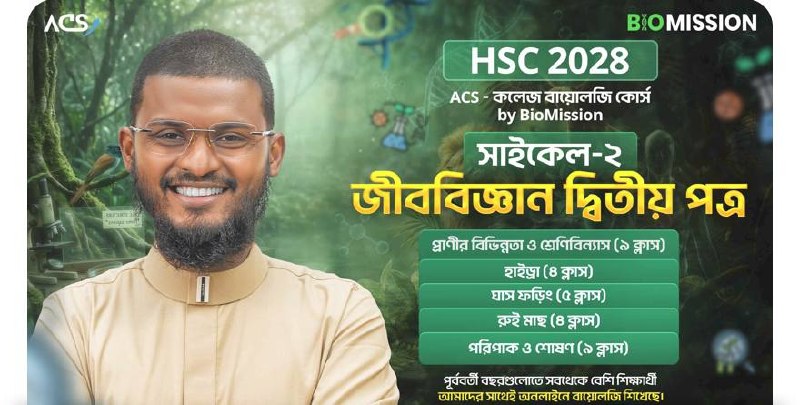 ACS
BIOMISSION
HSC 2028
ACS - কলেজ বায়োলজি কোর্স
by BioMission
সাইকেল-২
জীববিজ্ঞান দ্বিতীয় পত্র
প্রাণীর বিভিন্নতা ও শ্রেণিবিন্যাস (৯ ক্লাস)
হাইড্রা (৪ ক্লাস)
ঘাস ফড়িং (৫ ক্লাস)
রুই মাছ (৪ ক্লাস)
পরিপাক ও শোষণ (৯ ক্লাস)
পূর্ববর্তী বছরগুলোতে সবথেকে বেশি শিক্ষার্থী
আমাদের সাথেই অনলাইনে বায়োলজি শিখেছে।